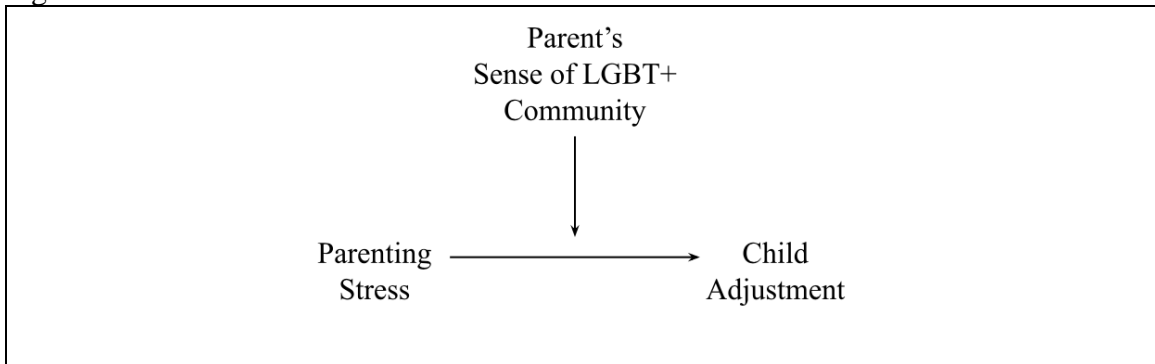 Parent's
Sense of LGBT+
Community
Parenting
Stress
Child
Adjustment